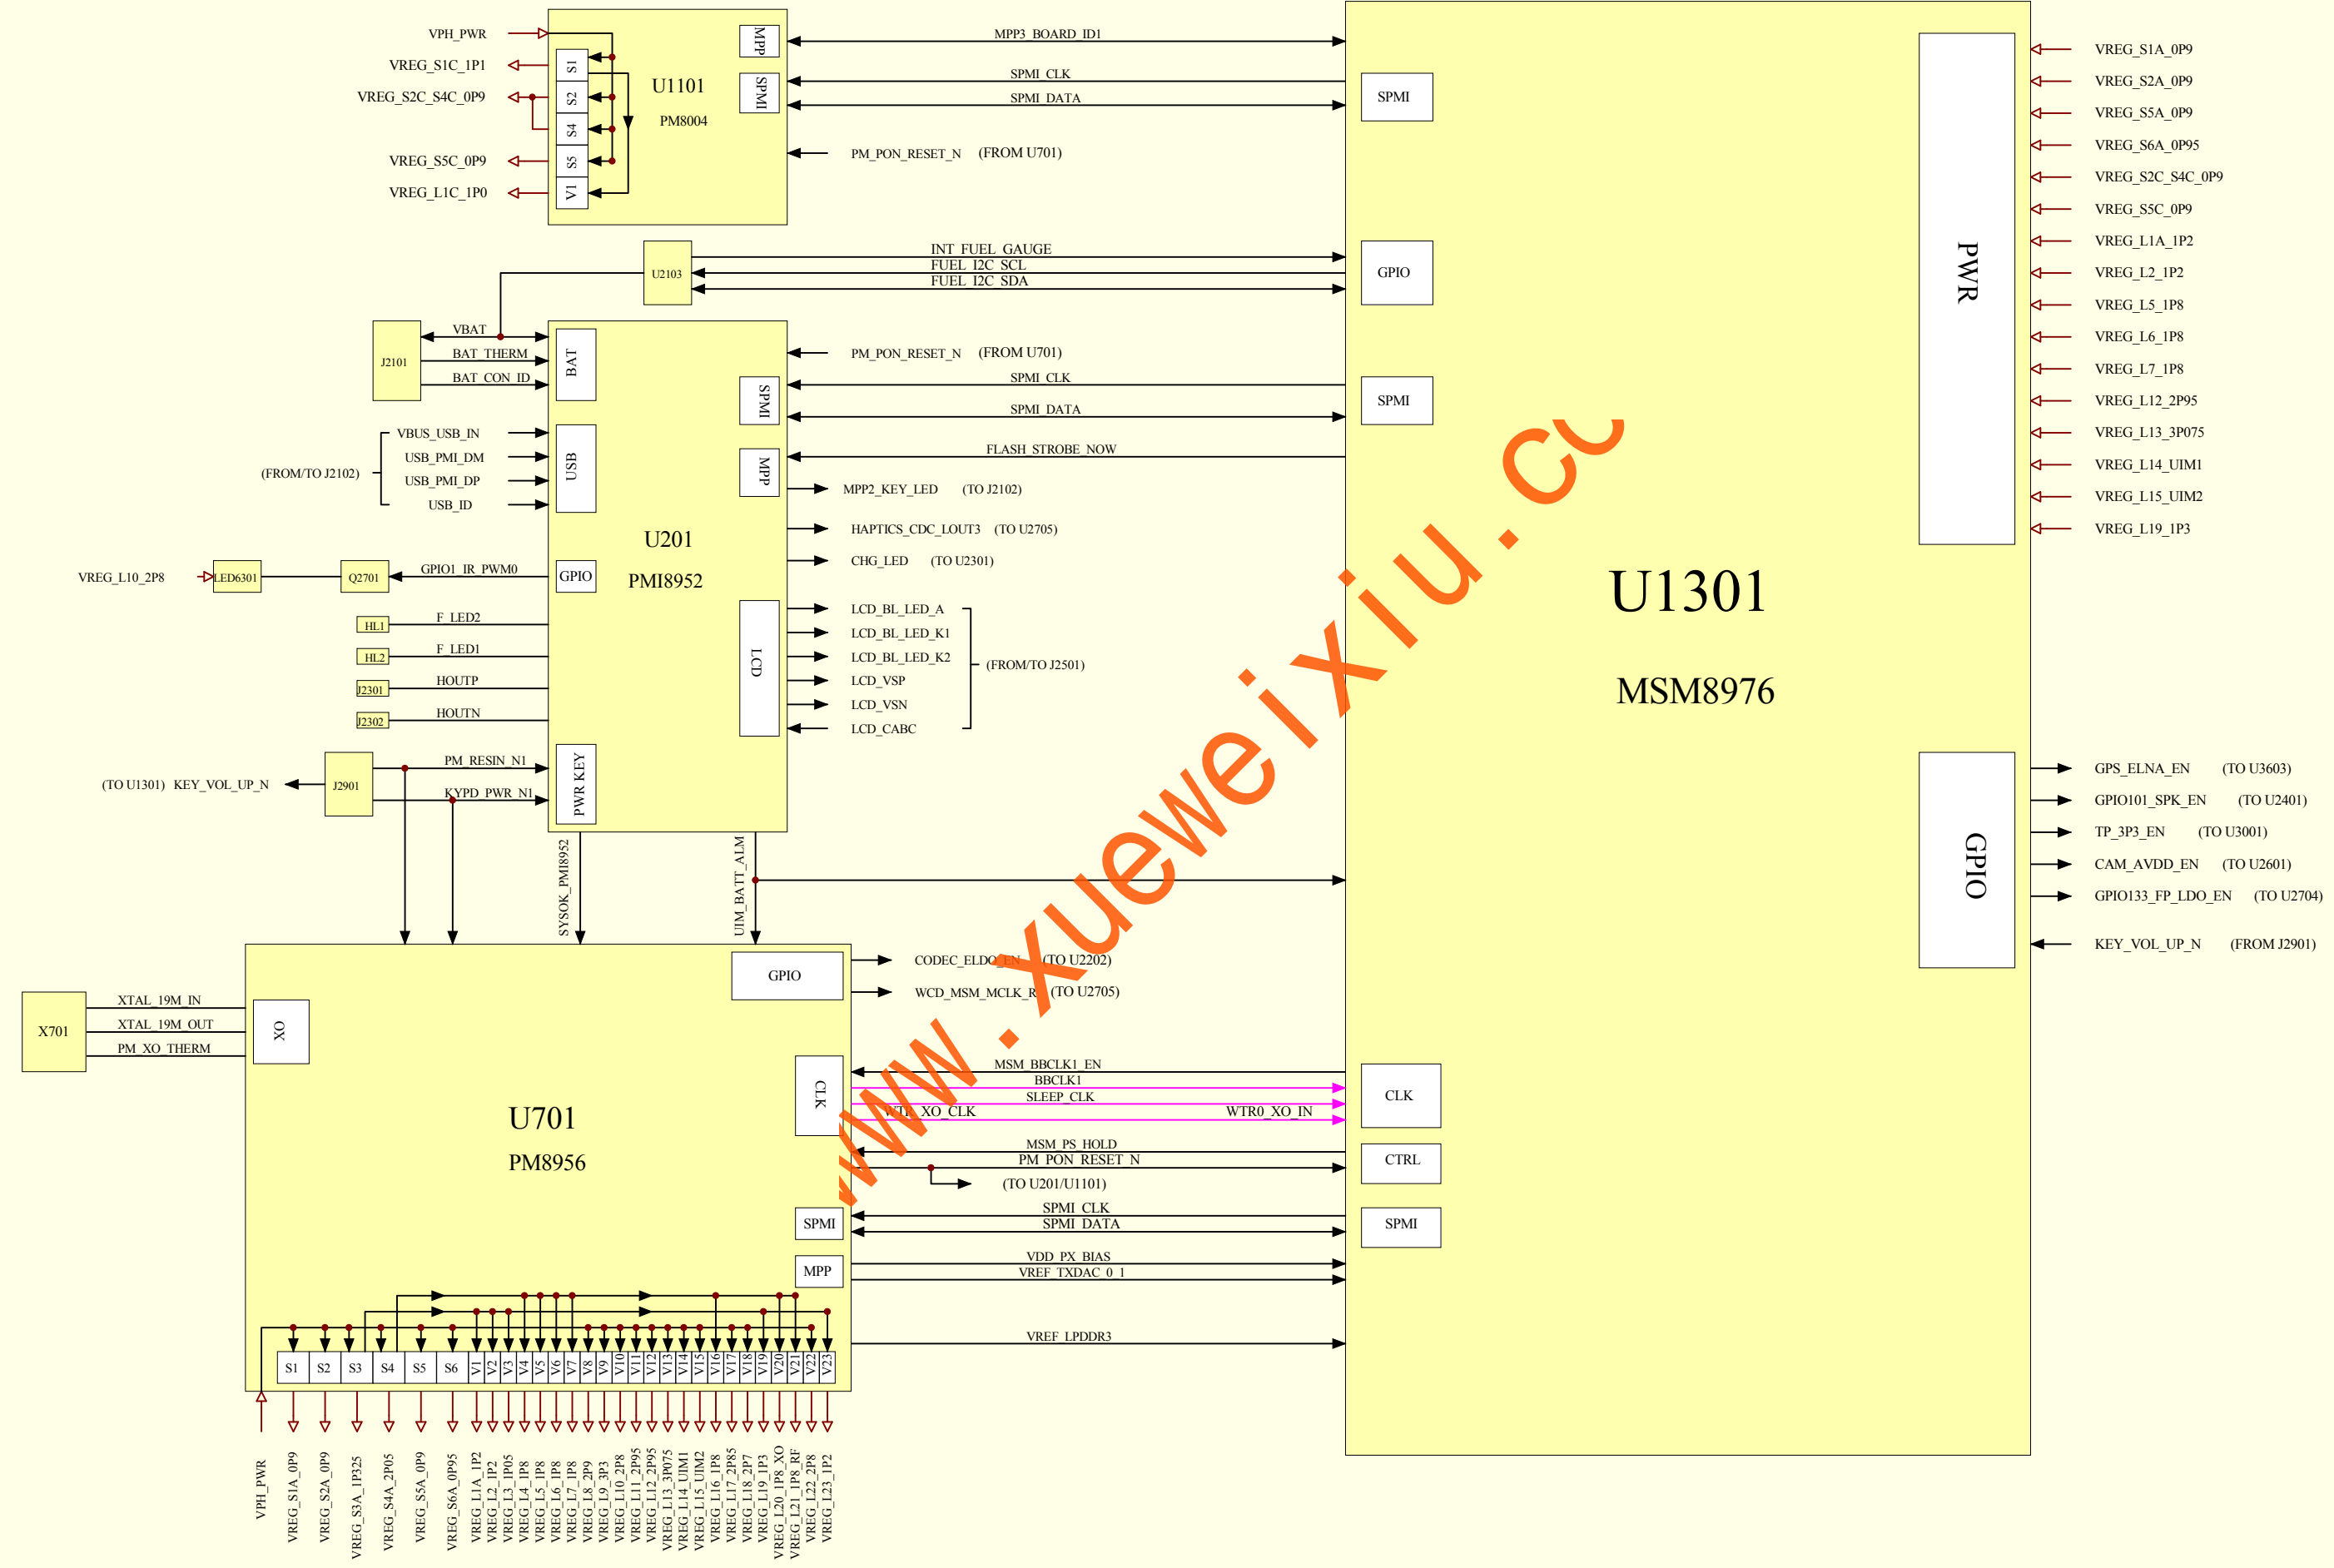 VPH_PWR
VREG_S1C_1P1
VREG_S2C_S4C_0P9
VREG_S5C_0P9
VREG_L1C_1P0
S1
S2
S4
S5
V1
U1101
PM8004
MPP
SPMI
MPP3_BOARD_ID1
SPMI_CLK
SPMI_DATA
PM_PON_RESET_N (FROM U701)
SPMI
U2103
INT_FUEL_GAUGE
FUEL_I2C_SCL
FUEL_I2C_SDA
GPIO
J2101
VBAT
BAT_THERM
BAT_CON_ID
BAT
(FROM/TO J2102)
VBUS_USB_IN
USB_PMI_DM
USB_PMI_DP
USB_ID
USB
VREG_L10_2P8
LED6301
Q2701
GPIO1_IR_PWM0
GPIO
HL1
F_LED2
HL2
F_LED1
J2301
HOUTP
J2302
HOUTN
(TO U1301) KEY_VOL_UP_N
J2901
PM_RESIN_N1
KYPD_PWR_N1
PWR KEY
U201
PMI8952
SPMI
MPP
LCD
PM_PON_RESET_N (FROM U701)
SPMI_CLK
SPMI_DATA
SPMI
FLASH_STROBE_NOW
MPP2_KEY_LED (TO J2102)
HAPTICS_CDC_LOUT3 (TO U2705)
CHG_LED (TO U2301)
LCD_BL_LED_A
LCD_BL_LED_K1
LCD_BL_LED_K2
LCD_VSP
LCD_VSN
LCD_CABC
(FROM/TO J2501)
SYSOK_PMI8952
UIM_BATT_ALM
X701
XTAL_19M_IN
XTAL_19M_OUT
PM_XO_THERM
XO
U701
PM8956
GPIO
CODEC_ELDO_EN (TO U2202)
WCD_MSM_MCLK_R (TO U2705)
CLK
MSM_BBCLK1_EN
BBCLK1
SLEEP_CLK
WTR_XO_CLK
WTR0_XO_IN
CLK
MSM_PS_HOLD
PM_PON_RESET_N
(TO U201/U1101)
CTRL
SPMI
SPMI_CLK
SPMI_DATA
SPMI
MPP
VDD_PX_BIAS
VREF_TXDAC_0_1
VREF_LPDDR3
S1
S2
S3
S4
S5
S6
V1
V2
V3
V4
V5
V6
V7
V8
V9
V10
V11
V12
V13
V14
V15
V16
V17
V18
V19
V20
V21
V22
V23
VPH_PWR
VREG_S1A_0P9
VREG_S2A_0P9
VREG_S3A_1P325
VREG_S4A_2P05
VREG_S5A_0P9
VREG_S6A_0P95
VREG_L1A_1P2
VREG_L2_1P2
VREG_L3_1P05
VREG_L4_1P8
VREG_L5_1P8
VREG_L6_1P8
VREG_L7_1P8
VREG_L8_2P9
VREG_L9_3P3
VREG_L10_2P8
VREG_L11_2P95
VREG_L12_2P95
VREG_L13_3P075
VREG_L14_UIM1
VREG_L15_UIM2
VREG_L16_1P8
VREG_L17_2P85
VREG_L18_2P7
VREG_L19_1P3
VREG_L20_1P8_XO
VREG_L21_1P8_RF
VREG_L22_2P8
VREG_L23_1P2
U1301
MSM8976
PWR
VREG_S1A_0P9
VREG_S2A_0P9
VREG_S5A_0P9
VREG_S6A_0P95
VREG_S2C_S4C_0P9
VREG_S5C_0P9
VREG_L1A_1P2
VREG_L2_1P2
VREG_L5_1P8
VREG_L6_1P8
VREG_L7_1P8
VREG_L12_2P95
VREG_L13_3P075
VREG_L14_UIM1
VREG_L15_UIM2
VREG_L19_1P3
GPIO
GPS_ELNA_EN (TO U3603)
GPIO101_SPK_EN (TO U2401)
TP_3P3_EN (TO U3001)
CAM_AVDD_EN (TO U2601)
GPIO133_FP_LDO_EN (TO U2704)
KEY_VOL_UP_N (FROM J2901)
www.xueweixiu.co